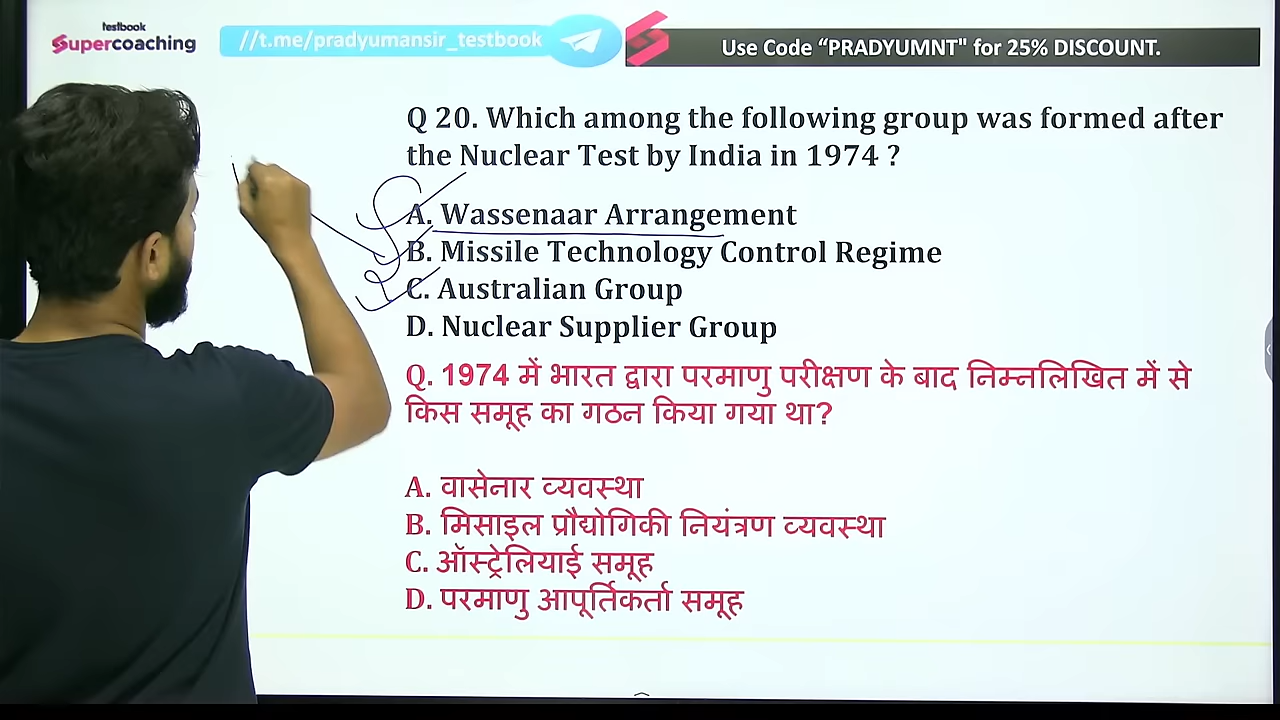 testbook
Supercoaching
//t.me/pradyumansir_testbook
Use Code “PRADYUMNT" for 25% DISCOUNT.
Q 20. Which among the following group was formed after
the Nuclear Test by India in 1974 ?
A. Wassenaar Arrangement
B. Missile Technology Control Regime
C. Australian Group
D. Nuclear Supplier Group
Q. 1974 में भारत द्वारा परमाणु परीक्षण के बाद निम्नलिखित में से
किस समूह का गठन किया गया था?
A. वासेनार व्यवस्था
B. मिसाइल प्रौद्योगिकी नियंत्रण व्यवस्था
C. ऑस्ट्रेलियाई समूह
D. परमाणु आपूर्तिकर्ता समूह